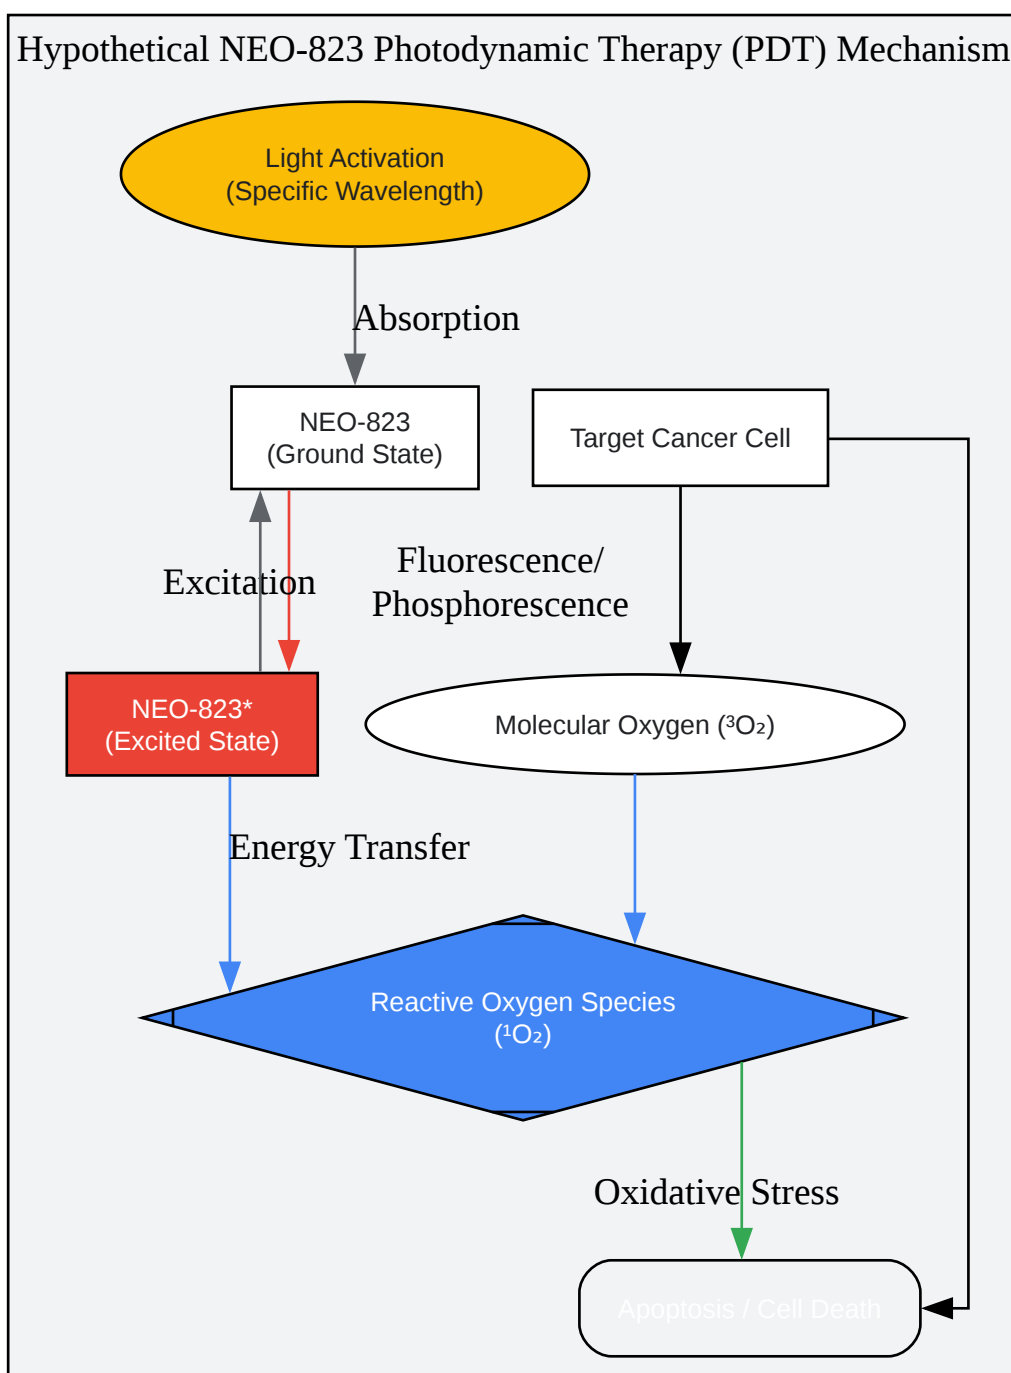 Hypothetical NEO-823 Photodynamic Therapy (PDT) Mechanism
Light Activation
(Specific Wavelength)
Absorption
NEO-823
(Ground State)
Target Cancer Cell
Excitation
Fluorescence/
Phosphorescence
NEO-823*
(Excited State)
Molecular Oxygen (³O₂)
Energy Transfer
Reactive Oxygen Species
(¹O₂)
Oxidative Stress
Apoptosis / Cell Death